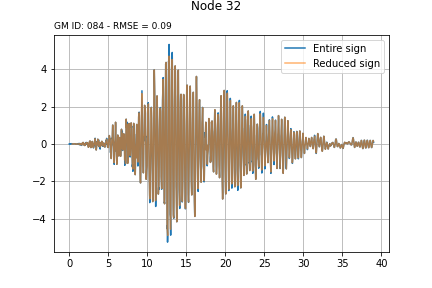 Node 32
GM ID: 084 - RMSE = 0.09
Entire sign
Reduced sign
4
2
0
−2
−4
0 5 10 15 20 25 30 35 40